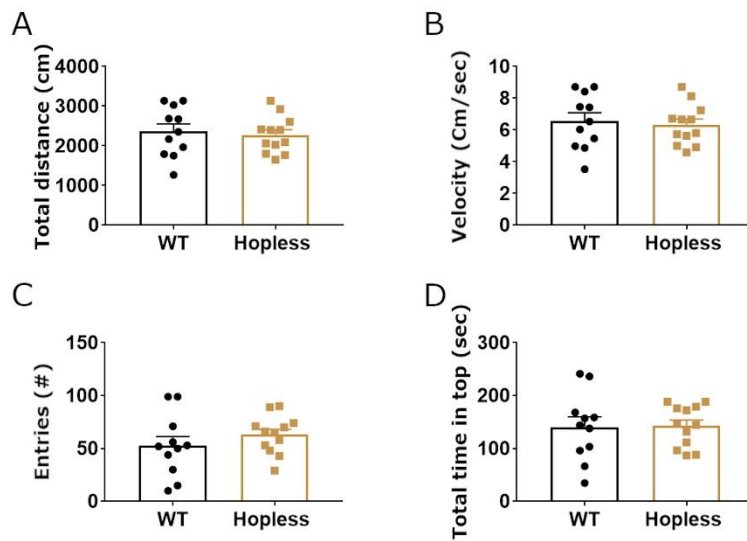 A
Total distance (cm)
4000
3000
2000
1000
0
WT
Hopless
B
Velocity (Cm/sec)
10
8
6
4
2
0
WT
Hopless
C
Entries (#)
150
100
50
0
WT
Hopless
D
Total time in top (sec)
300
200
100
0
WT
Hopless